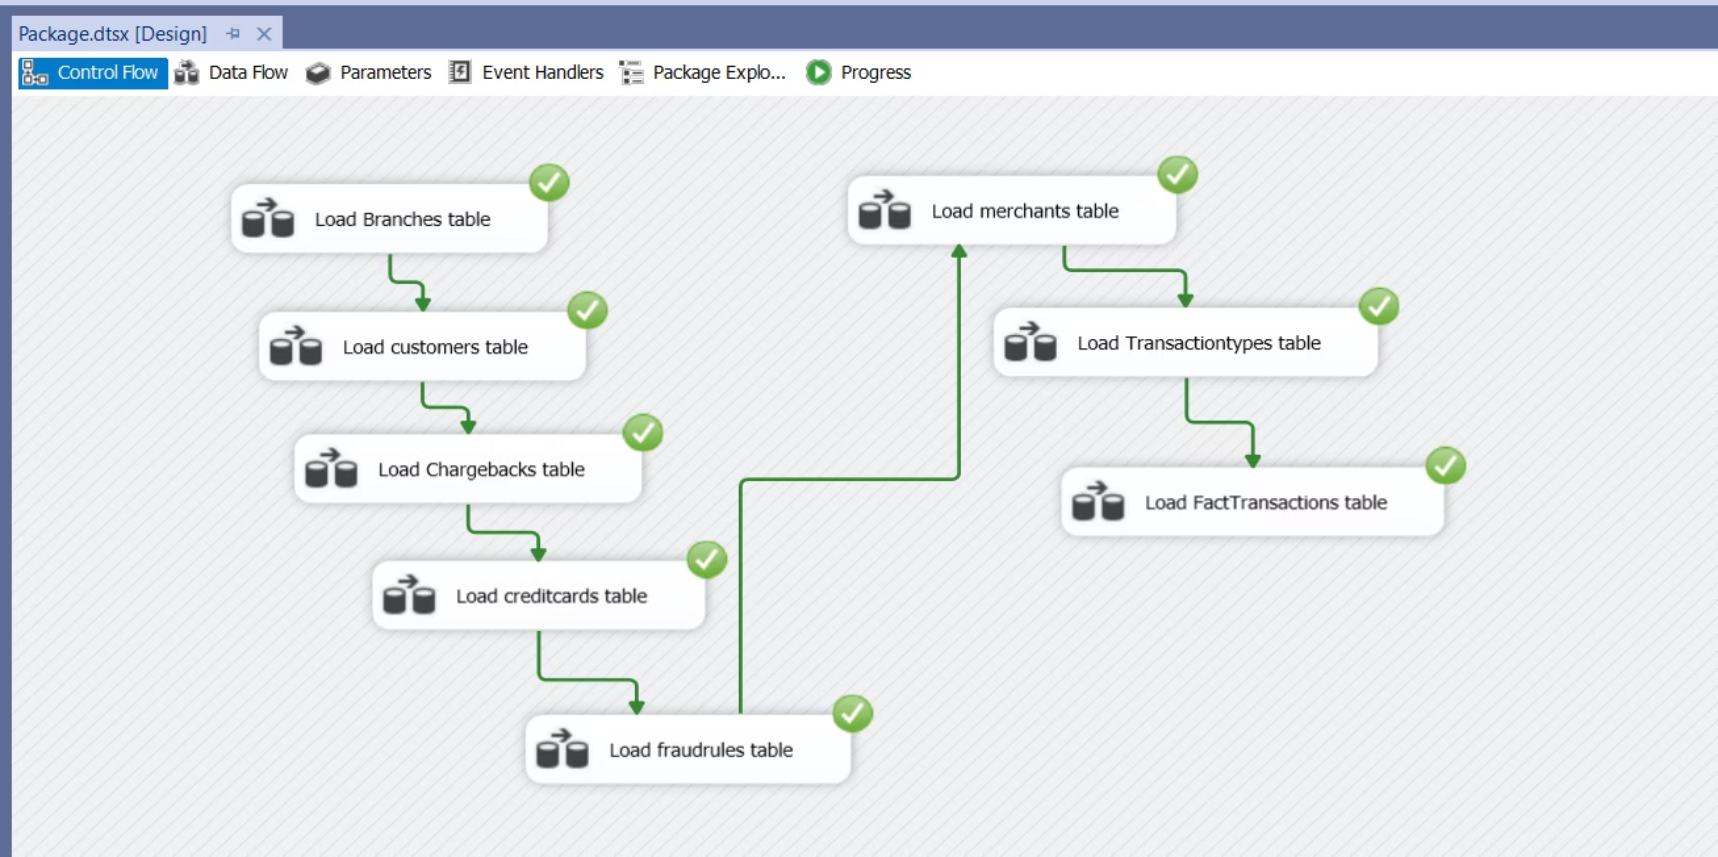 Package.dtsx [Design]
Control Flow
Data Flow
Parameters
Event Handlers
Package Explo...
Progress
Load Branches table
Load customers table
Load Chargebacks table
Load creditcards table
Load fraudrules table
Load merchants table
Load Transactiontypes table
Load FactTransactions table